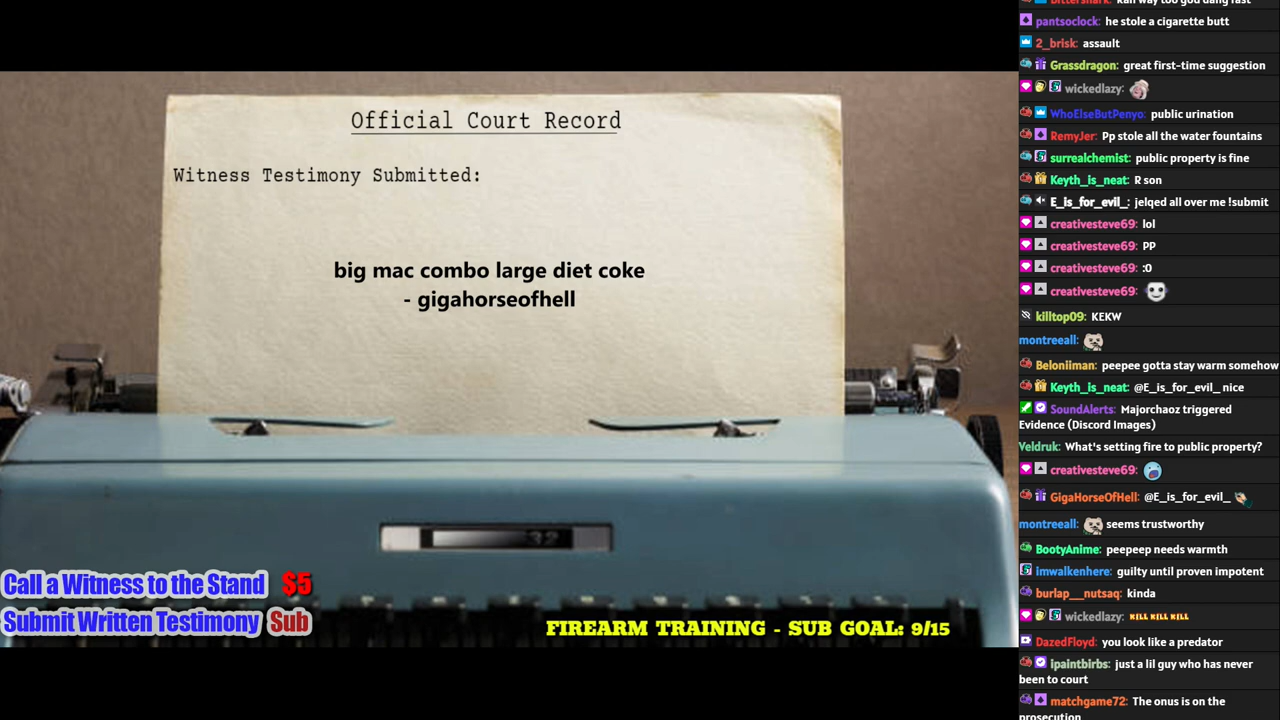 Official Court Record
Witness Testimony Submitted:
big mac combo large diet coke
- gigahorseofhell
32
Call a Witness to the Stand $5
Submit Written Testimony Sub
FIREARM TRAINING - SUB GOAL: 9/15
pantsoclock: he stole a cigarette butt
2_brisk: assault
Grassdragon: great first-time suggestion
wickedlazy:
WhoElseButPenyo: public urination
RemyJer: Pp stole all the water fountains
surrealchemist: public property is fine
Keyth_is_neat: R son
E_is_for_evil_: jelqed all over me !submit
creativesteve69: lol
creativesteve69: PP
creativesteve69: :O
creativesteve69:
killtop09: KEKW
montreeall:
Beloniiman: peepee gotta stay warm somehow
Keyth_is_neat: @E_is_for_evil_ nice
SoundAlerts: Majorchaoz triggered
Evidence (Discord Images)
Veldruk: What's setting fire to public property?
creativesteve69:
GigaHorseOfHell: @E_is_for_evil_
montreeall: seems trustworthy
BootyAnime: peepeep needs warmth
imwalkenhere: guilty until proven impotent
burlap__nutsaq: kinda
wickedlazy: KILL KILL KILL
DazedFloyd: you look like a predator
ipaintbirbs: just a lil guy who has never
been to court
matchgame72: The onus is on the
prosecution